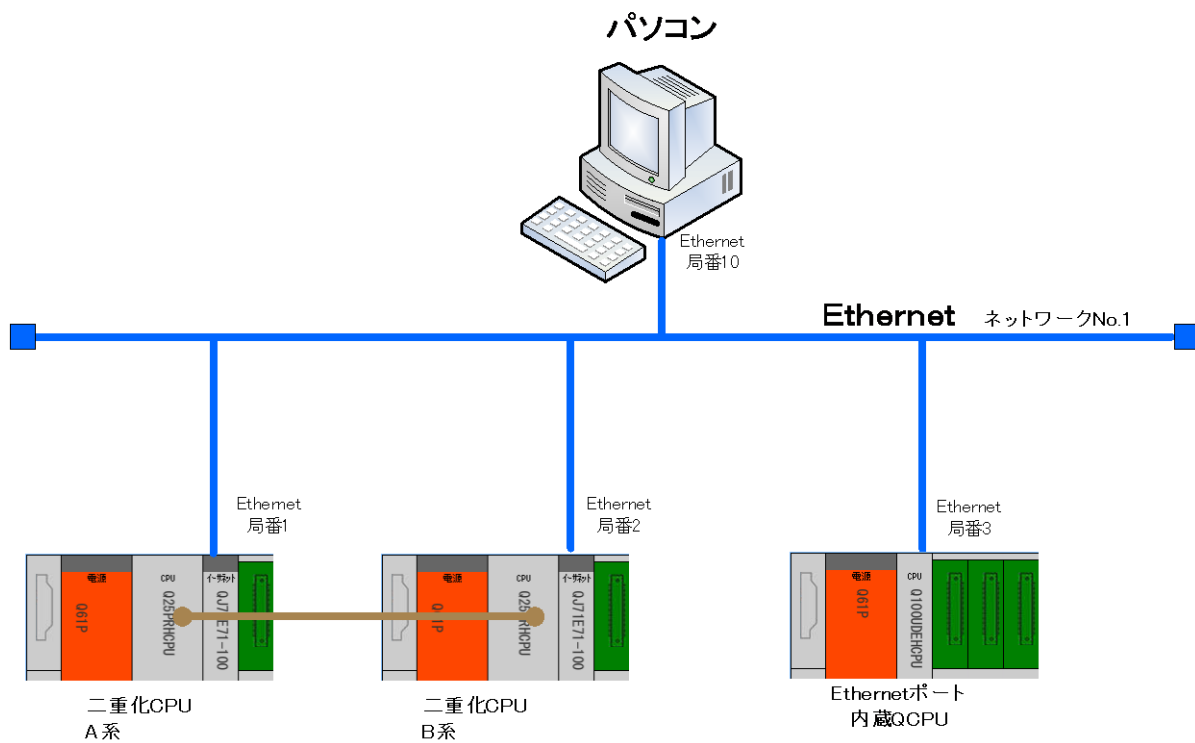 パソコン
Ethernet
局番10
Ethernet ネットワークNo.1
Ethernet
局番1
Ethernet
局番2
Ethernet
局番3
電源
CPU
イーサネット
Q61P
Q25PRHCPU
QJ71E71-100
電源
CPU
イーサネット
QJ71E71-100
電源
CPU
Q61P
Q100UDEHCPU
二重化CPU
A系
二重化CPU
B系
Ethernetポート
内蔵QCPU